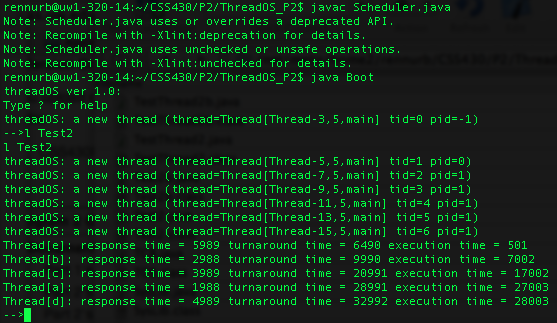 rennurb@uw1-320-14:~/CSS430/P2/ThreadOS_P2$ javac Scheduler.java
Note: Scheduler.java uses or overrides a deprecated API.
Note: Recompile with -Xlint:deprecation for details.
Note: Scheduler.java uses unchecked or unsafe operations.
Note: Recompile with -Xlint:unchecked for details.
rennurb@uw1-320-14:~/CSS430/P2/ThreadOS_P2$ java Boot
threadOS ver 1.0:
Type ? for help
threadOS: a new thread (thread=Thread[Thread-3,5,main] tid=0 pid=-1)
-->l Test2
l Test2
threadOS: a new thread (thread=Thread[Thread-5,5,main] tid=1 pid=0)
threadOS: a new thread (thread=Thread[Thread-7,5,main] tid=2 pid=1)
threadOS: a new thread (thread=Thread[Thread-9,5,main] tid=3 pid=1)
threadOS: a new thread (thread=Thread[Thread-11,5,main] tid=4 pid=1)
threadOS: a new thread (thread=Thread[Thread-13,5,main] tid=5 pid=1)
threadOS: a new thread (thread=Thread[Thread-15,5,main] tid=6 pid=1)
Thread[e]: response time = 5989 turnaround time = 6490 execution time = 501
Thread[b]: response time = 2988 turnaround time = 9990 execution time = 7002
Thread[c]: response time = 3989 turnaround time = 20991 execution time = 17002
Thread[a]: response time = 1988 turnaround time = 28991 execution time = 27003
Thread[d]: response time = 4989 turnaround time = 32992 execution time = 28003
-->